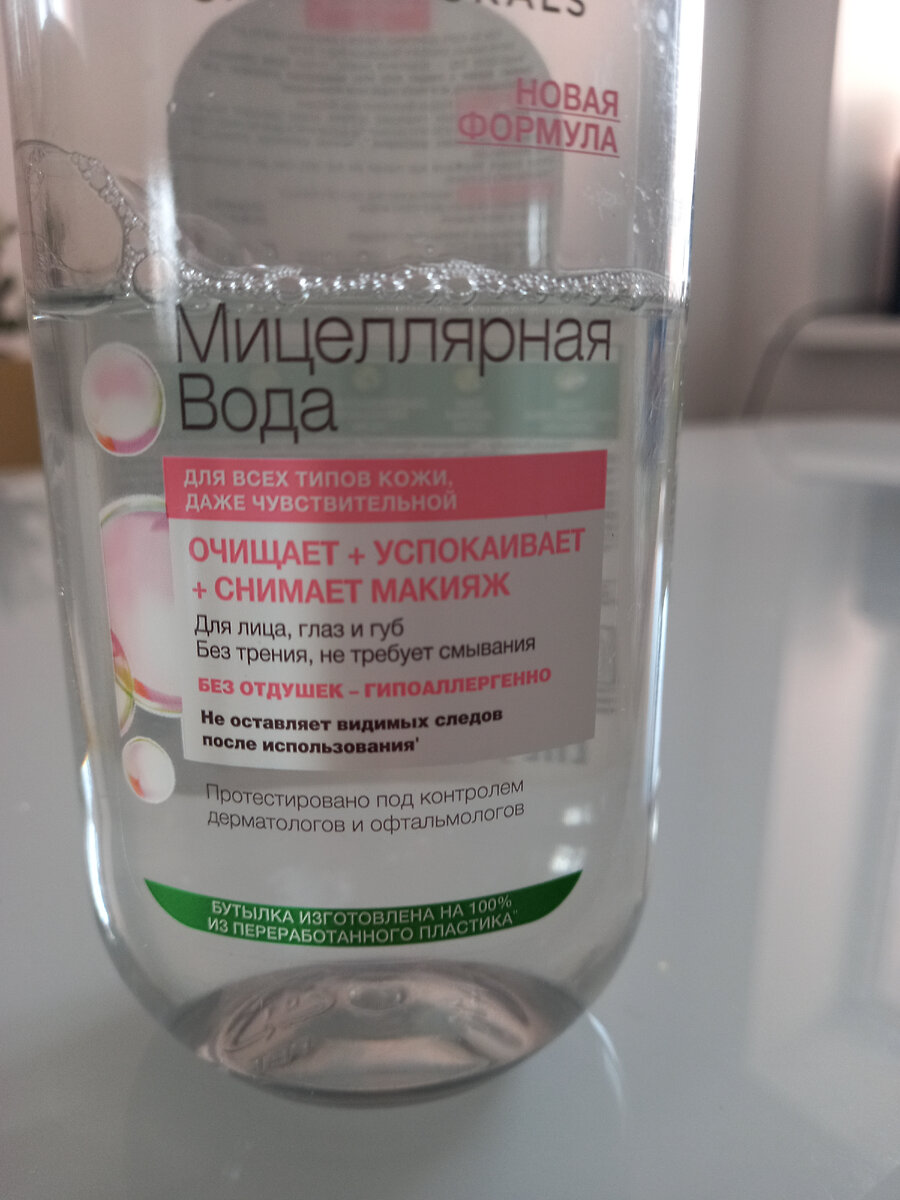 НОВАЯ
ФОРМУЛА
Мицеллярная
Вода
ДЛЯ ВСЕХ ТИПОВ КОЖИ,
ДАЖЕ ЧУВСТВИТЕЛЬНОЙ
ОЧИЩАЕТ + УСПОКАИВАЕТ
+ СНИМАЕТ МАКИЯЖ
Для лица, глаз и губ
Без трения, не требует смывания
БЕЗ ОТДУШЕК – ГИПОАЛЛЕРГЕННО
Не оставляет видимых следов
после использования*
Протестировано под контролем
дерматологов и офтальмологов
БУТЫЛКА ИЗГОТОВЛЕНА НА 100%
ИЗ ПЕРЕРАБОТАННОГО ПЛАСТИКА**